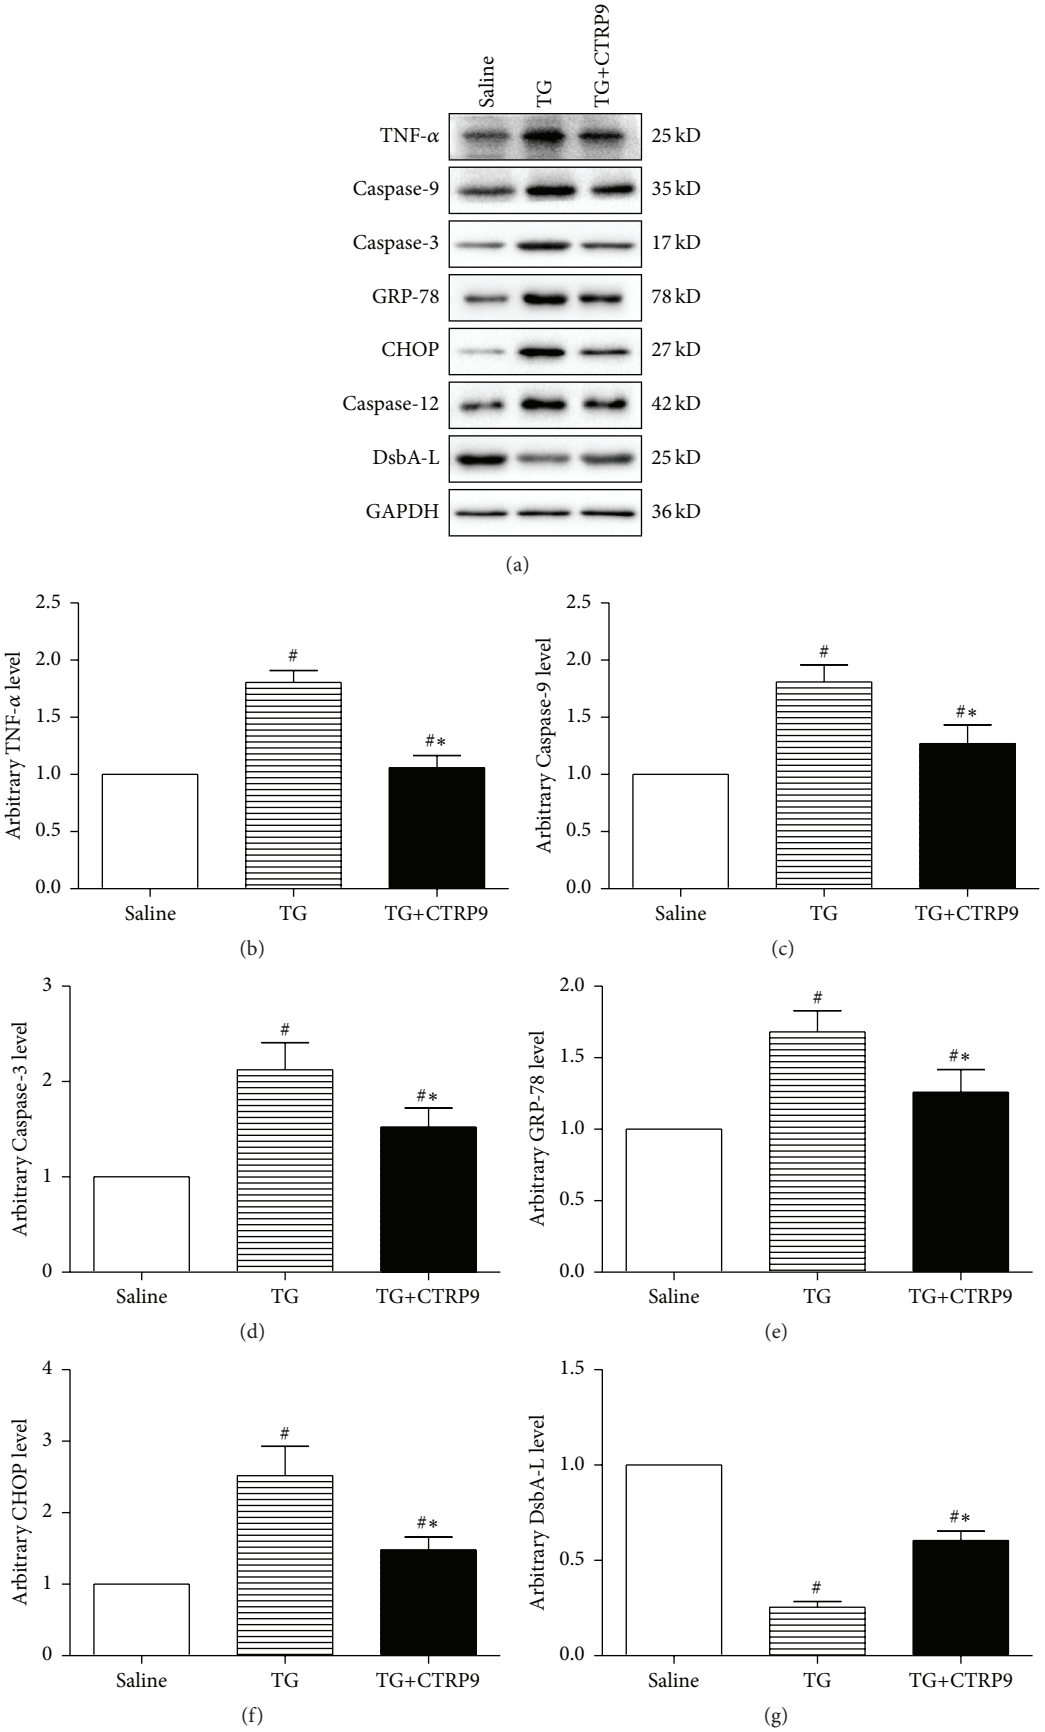 Saline
TG
TG+CTRP9
TNF-α 25 kD
Caspase-9 35 kD
Caspase-3 17 kD
GRP-78 78 kD
CHOP 27 kD
Caspase-12 42 kD
DsbA-L 25 kD
GAPDH 36 kD
(a)
Arbitrary TNF-α level
2.5
2.0
1.5
1.0
0.5
0.0
#
#*
Saline TG TG+CTRP9
(b)
Arbitrary Caspase-9 level
2.5
2.0
1.5
1.0
0.5
0.0
#
#*
Saline TG TG+CTRP9
(c)
Arbitrary Caspase-3 level
3
2
1
0
#
#*
Saline TG TG+CTRP9
(d)
Arbitrary GRP-78 level
2.0
1.5
1.0
0.5
0.0
#
#*
Saline TG TG+CTRP9
(e)
Arbitrary CHOP level
4
3
2
1
0
#
#*
Saline TG TG+CTRP9
(f)
Arbitrary DsbA-L level
1.5
1.0
0.5
0.0
#
#*
Saline TG TG+CTRP9
(g)